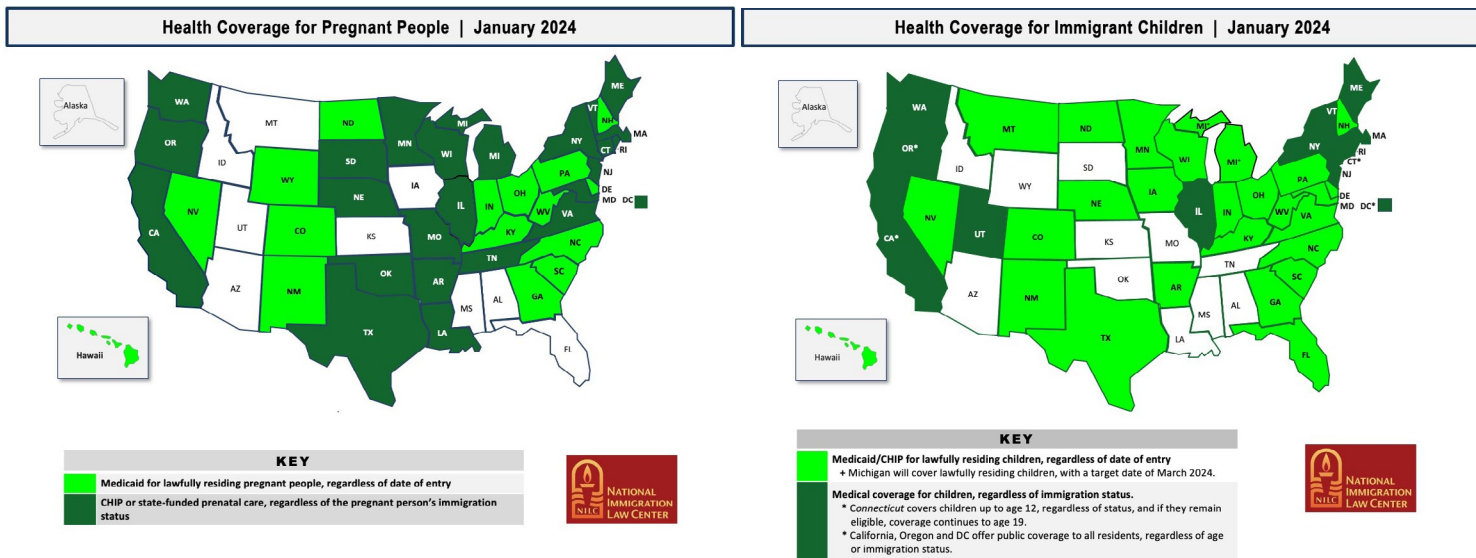 Health Coverage for Pregnant People | January 2024
Alaska
WA
OR
CA
NV
ID
MT
WY
UT
AZ
CO
NM
ND
SD
NE
KS
OK
TX
MN
IA
MO
AR
LA
WI
IL
MI
MI
IN
OH
KY
TN
MS
AL
GA
FL
SC
NC
VA
WV
PA
NY
VT
NH
ME
MA
RI
CT
NJ
DE
MD
DC
Hawaii
KEY
Medicaid for lawfully residing pregnant people, regardless of date of entry
CHIP or state-funded prenatal care, regardless of the pregnant person's immigration
status
NILC
NATIONAL
IMMIGRATION
LAW CENTER
Health Coverage for Immigrant Children | January 2024
Alaska
WA
OR*
CA*
NV
ID
MT
WY
UT
AZ
CO
NM
ND
SD
NE
KS
OK
TX
MN
IA
MO
AR
LA
WI
IL
MI+
MI+
IN
OH
KY
TN
MS
AL
GA
FL
SC
NC
VA
WV
PA
NY
VT
NH
ME
MA
RI
CT*
NJ
DE
MD
DC*
Hawaii
KEY
Medicaid/CHIP for lawfully residing children, regardless of date of entry
+ Michigan will cover lawfully residing children, with a target date of March 2024.
Medical coverage for children, regardless of immigration status.
* Connecticut covers children up to age 12, regardless of status, and if they remain
eligible, coverage continues to age 19.
* California, Oregon and DC offer public coverage to all residents, regardless of age
or immigration status.
NILC
NATIONAL
IMMIGRATION
LAW CENTER